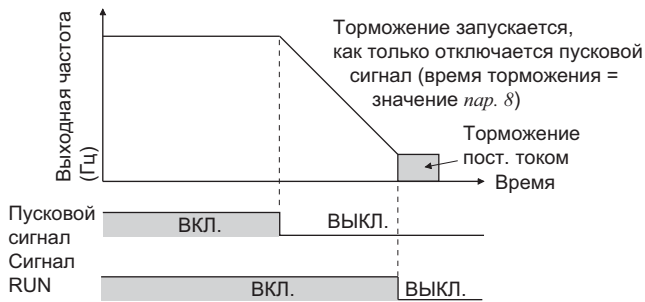 Торможение запускается,
как только отключается пусковой
сигнал (время торможения =
значение пар. 8)
Выходная частота
(Гц)
Торможение
пост. током
Время
Пусковой
сигнал
ВКЛ.
ВЫКЛ.
Сигнал
RUN
ВКЛ.
ВЫКЛ.